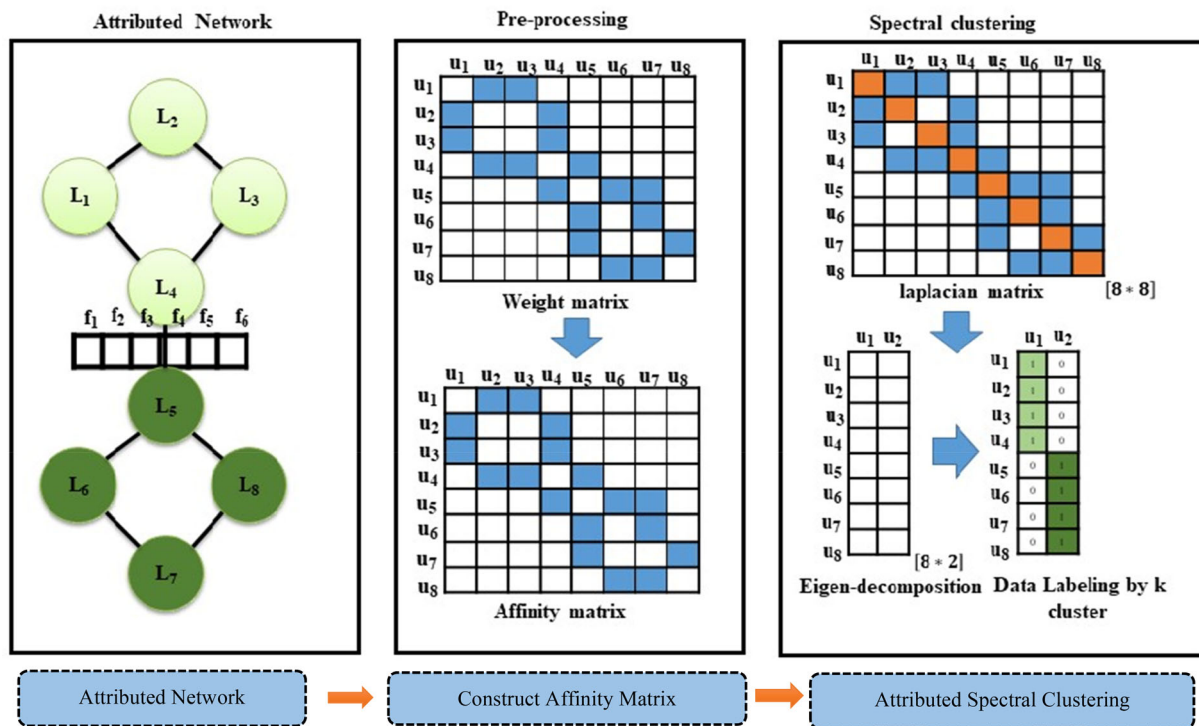 Attributed Network
L2
L1
L3
L4
f1 f2 f3 f4 f5 f6
L5
L6
L8
L7
Attributed Network
Pre-processing
u1 u2 u3 u4 u5 u6 u7 u8
u1
u2
u3
u4
u5
u6
u7
u8
Weight matrix
u1 u2 u3 u4 u5 u6 u7 u8
u1
u2
u3
u4
u5
u6
u7
u8
Affinity matrix
Construct Affinity Matrix
Spectral clustering
u1 u2 u3 u4 u5 u6 u7 u8
u1
u2
u3
u4
u5
u6
u7
u8
laplacian matrix
[8 * 8]
u1 u2
u1
u2
u3
u4
u5
u6
u7
u8
[8 * 2]
Eigen-decomposition
u1 u2
u1 1 0
u2 1 0
u3 1 0
u4 1 0
u5 0 1
u6 0 1
u7 0 1
u8 0 1
Data Labeling by k
cluster
Attributed Spectral Clustering